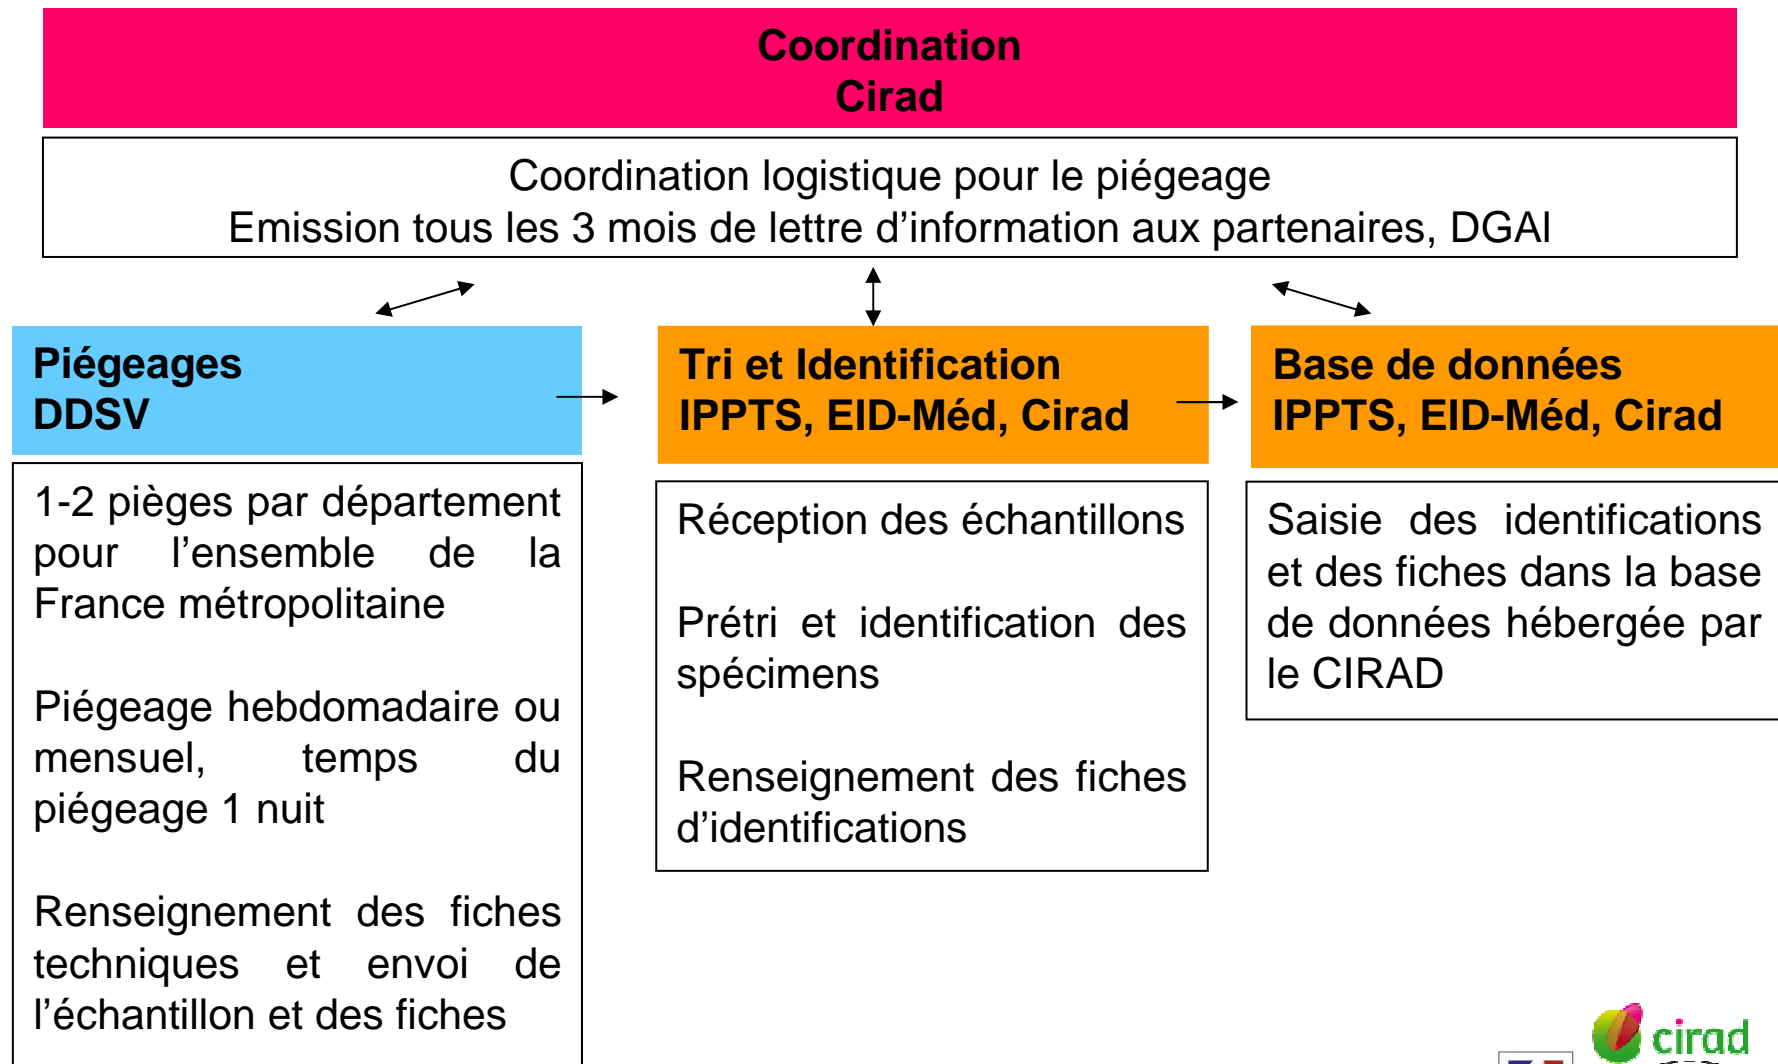 Coordination
Cirad
Coordination logistique pour le piégeage
Emission tous les 3 mois de lettre d'information aux partenaires, DGAl
Piégeages
DDSV
1-2 pièges par département
pour l'ensemble de la
France métropolitaine
Piégeage hebdomadaire ou
mensuel, temps du
piégeage 1 nuit
Renseignement des fiches
techniques et envoi de
l'échantillon et des fiches
Tri et Identification
IPPTS, EID-Méd, Cirad
Réception des échantillons
Prétri et identification des
spécimens
Renseignement des fiches
d'identifications
Base de données
IPPTS, EID-Méd, Cirad
Saisie des identifications
et des fiches dans la base
de données hébergée par
le CIRAD
cirad